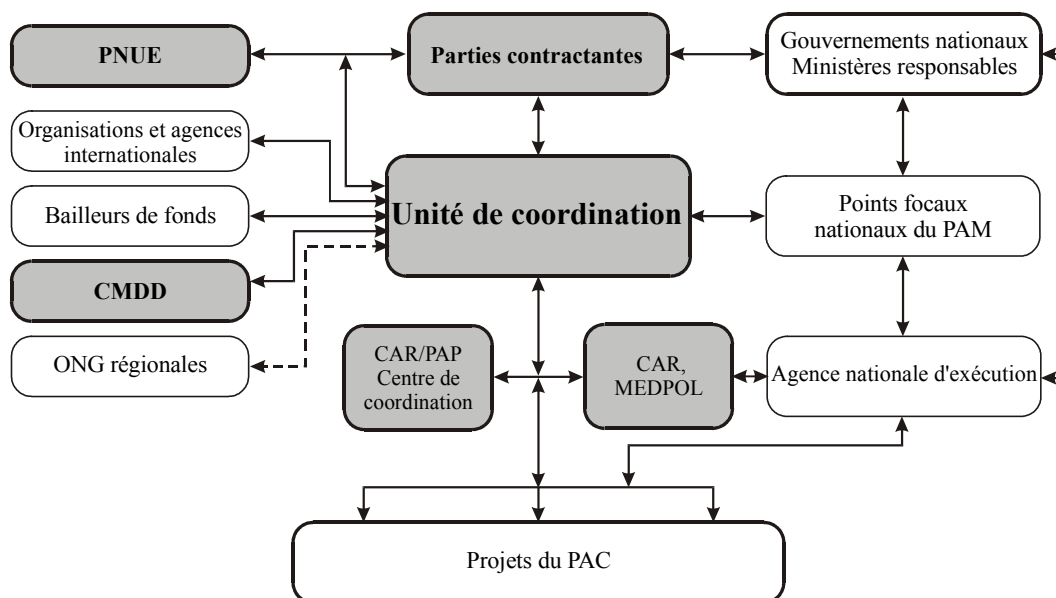 PNUE
Parties contractantes
Gouvernements nationaux
Ministères responsables
Organisations et agences
internationales
Bailleurs de fonds
Unité de coordination
Points focaux
nationaux du PAM
CMDD
ONG régionales
CAR/PAP
Centre de
coordination
CAR,
MEDPOL
Agence nationale d'exécution
Projets du PAC